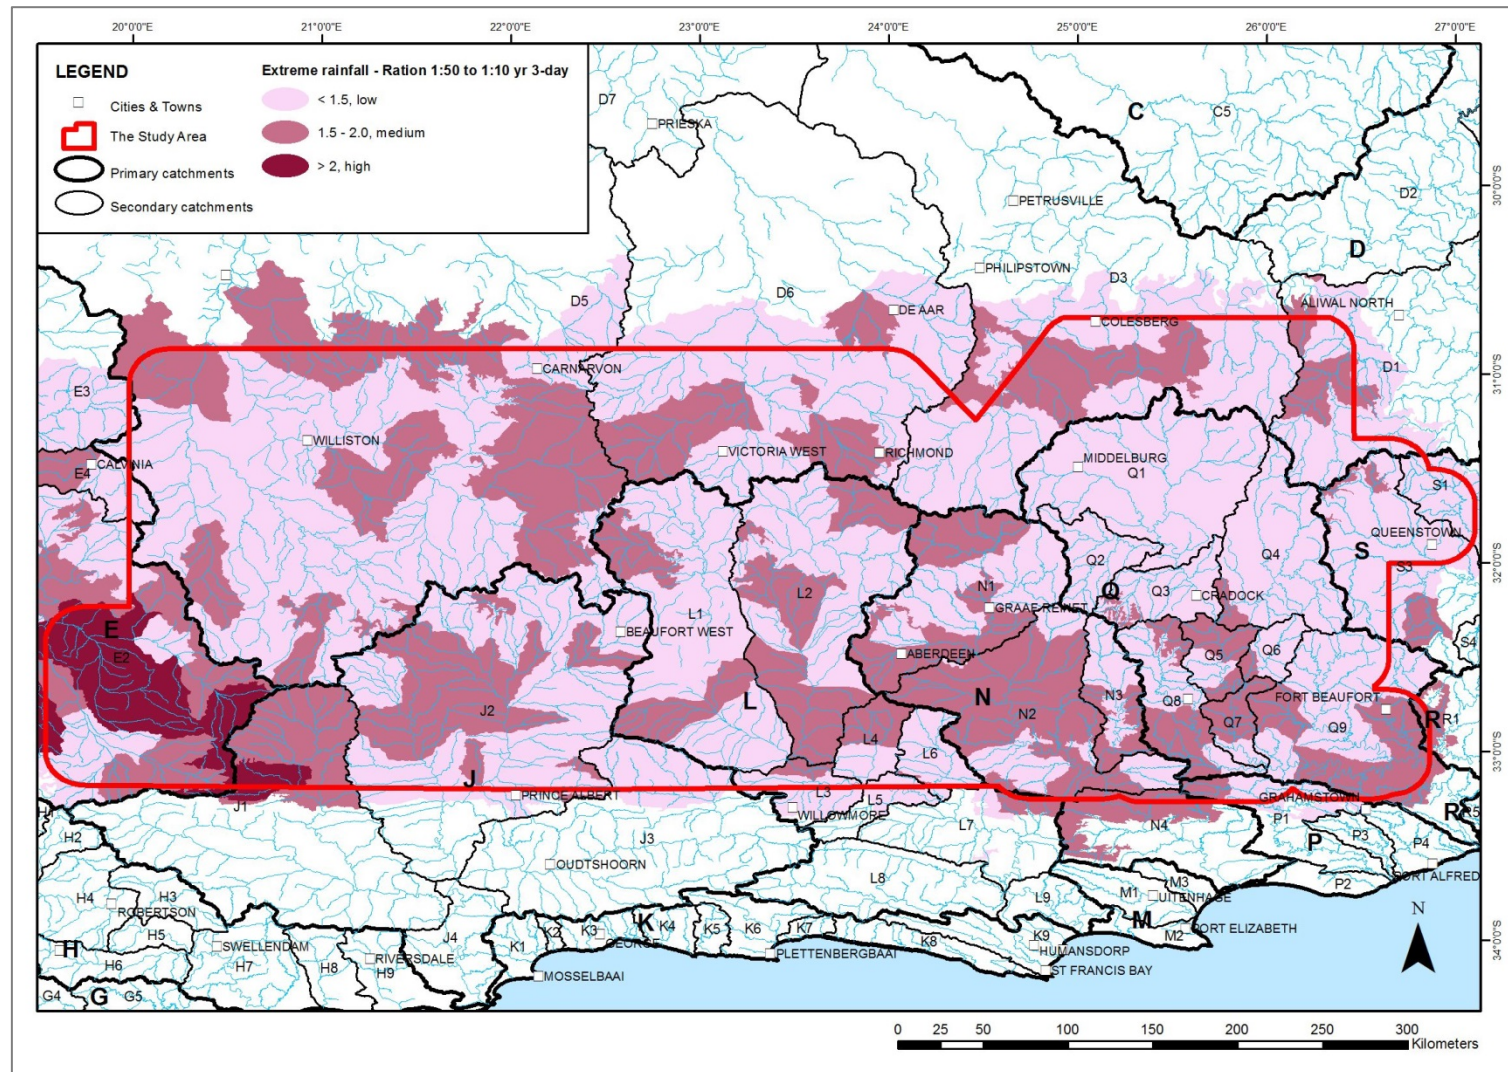 20°0'0"E 21°0'0"E 22°0'0"E 23°0'0"E 24°0'0"E 25°0'0"E 26°0'0"E 27°0'0"E
LEGEND
Cities & Towns
The Study Area
Primary catchments
Secondary catchments
Extreme rainfall - Ration 1:50 to 1:10 yr 3-day
< 1.5, low
1.5 - 2.0, medium
> 2, high
D7
PRIESKA
C
C5
D2
30°0'0"S
PETRUSVILLE
D
PHILIPSTOWN
D3
D5
D6
DE AAR
ALIWAL NORTH
COLESBERG
CARNARVON
D1
31°0'0"S
E3
WILLISTON
VICTORIA WEST
RICHMOND
MIDDELBURG
Q1
CALVINIA
E4
S1
QUEENSTOWN
S
Q4
Q2
S3
32°0'0"S
Q3
CRADOCK
Q
N1
GRAAF REINET
L2
L1
BEAUFORT WEST
E
E2
S4
ABERDEEN
Q5
Q6
N
N3
Q8
FORT BEAUFORT
L
J2
N2
Q7
Q9
R
R1
L4
L6
33°0'0"S
J
J1
PRINCE ALBERT
L3
L5
WILLOWMORE
GRAHAMSTOWN
P1
R
R5
H2
J3
L7
N4
P3
P
P4
OUDTSHOORN
L8
PORT ALFRED
P2
M3
M1
UITENHAGE
L9
H4
H3
ROBERTSON
H5
M
M2
PORT ELIZABETH
K
K1
K2
K3
K4
K5
K6
K7
K8
K9
GEORGE
HUMANSDORP
PLETTENBERGBAAI
ST FRANCIS BAY
MOSSELBAAI
H
H6
SWELLENDAM
H7
H8
RIVERSDALE
H9
J4
G4
G
G5
34°0'0"S
N
0 25 50 100 150 200 250 300
Kilometers